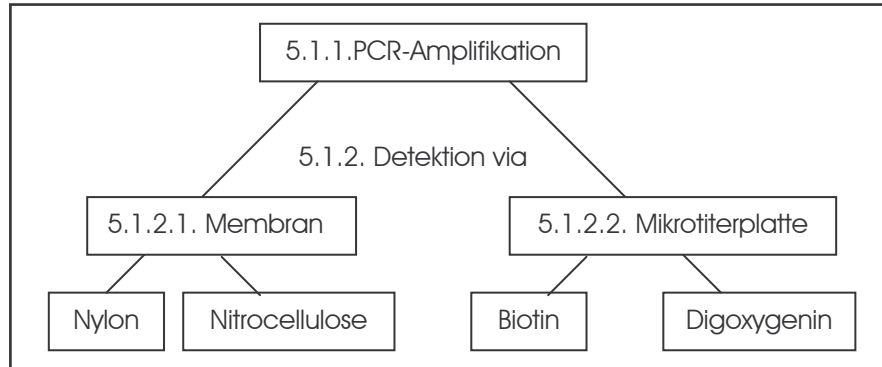 5.1.1.PCR-Amplifikation
5.1.2. Detektion via
5.1.2.1. Membran
5.1.2.2. Mikrotiterplatte
Nylon
Nitrocellulose
Biotin
Digoxygenin